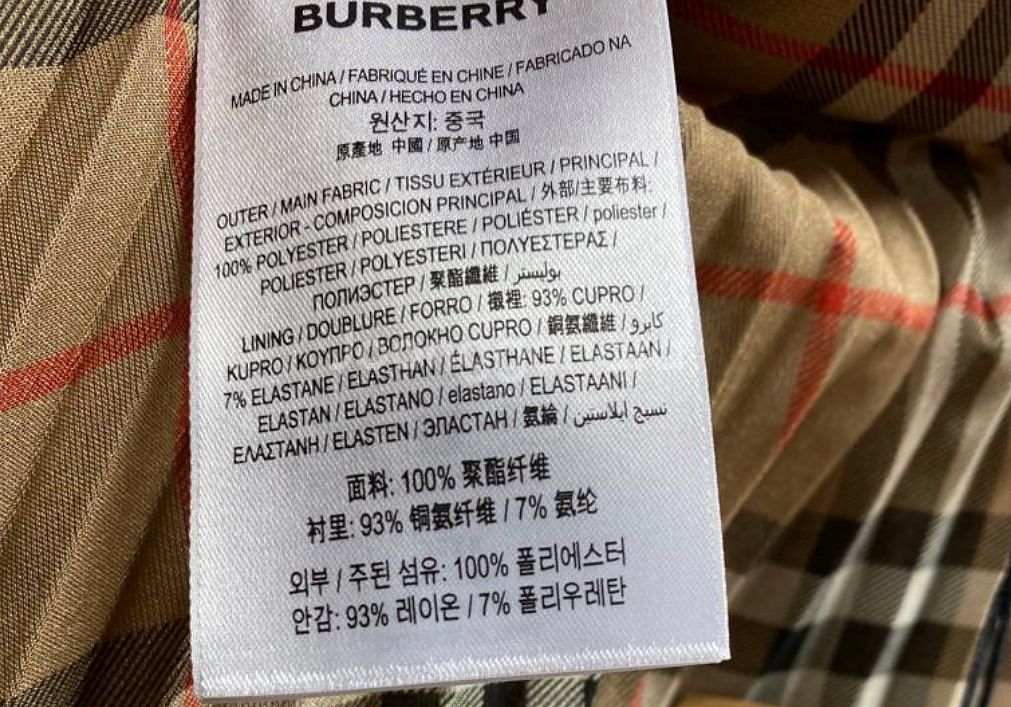 BURBERRY
MADE IN CHINA / FABRIQUÉ EN CHINE / FABRICADO NA
CHINA / HECHO EN CHINA
원산지: 중국
原產地 中國 / 原产地 中国
OUTER / MAIN FABRIC / TISSU EXTÉRIEUR / PRINCIPAL /
EXTERIOR - COMPOSICION PRINCIPAL / 外部/主要布料:
100% POLYESTER / POLIESTERE / POLIÉSTER / poliester /
POLIESTER / POLYESTERI / ΠΟΛΥΕΣΤΕΡΑΣ /
ПОЛИЭСТЕР / 聚酯纖維 / بوليستر
LINING / DOUBLURE / FORRO / 襯裡: 93% CUPRO /
KUPRO / ΚΟΥΠΡΟ / ВОЛОКНО CUPRO / 銅氨纖維 / كابرو
7% ELASTANE / ELASTHAN / ÉLASTHANE / ELASTAAN /
ELASTAN / ELASTANO / elastano / ELASTAANI /
ΕΛΑΣΤΑΝΗ / ELASTEN / ЭЛАСТАН / 氨綸 / نسيج ايلاستين
面料: 100% 聚酯纤维
衬里: 93% 铜氨纤维 / 7% 氨纶
외부 / 주된 섬유: 100% 폴리에스터
안감: 93% 레이온 / 7% 폴리우레탄